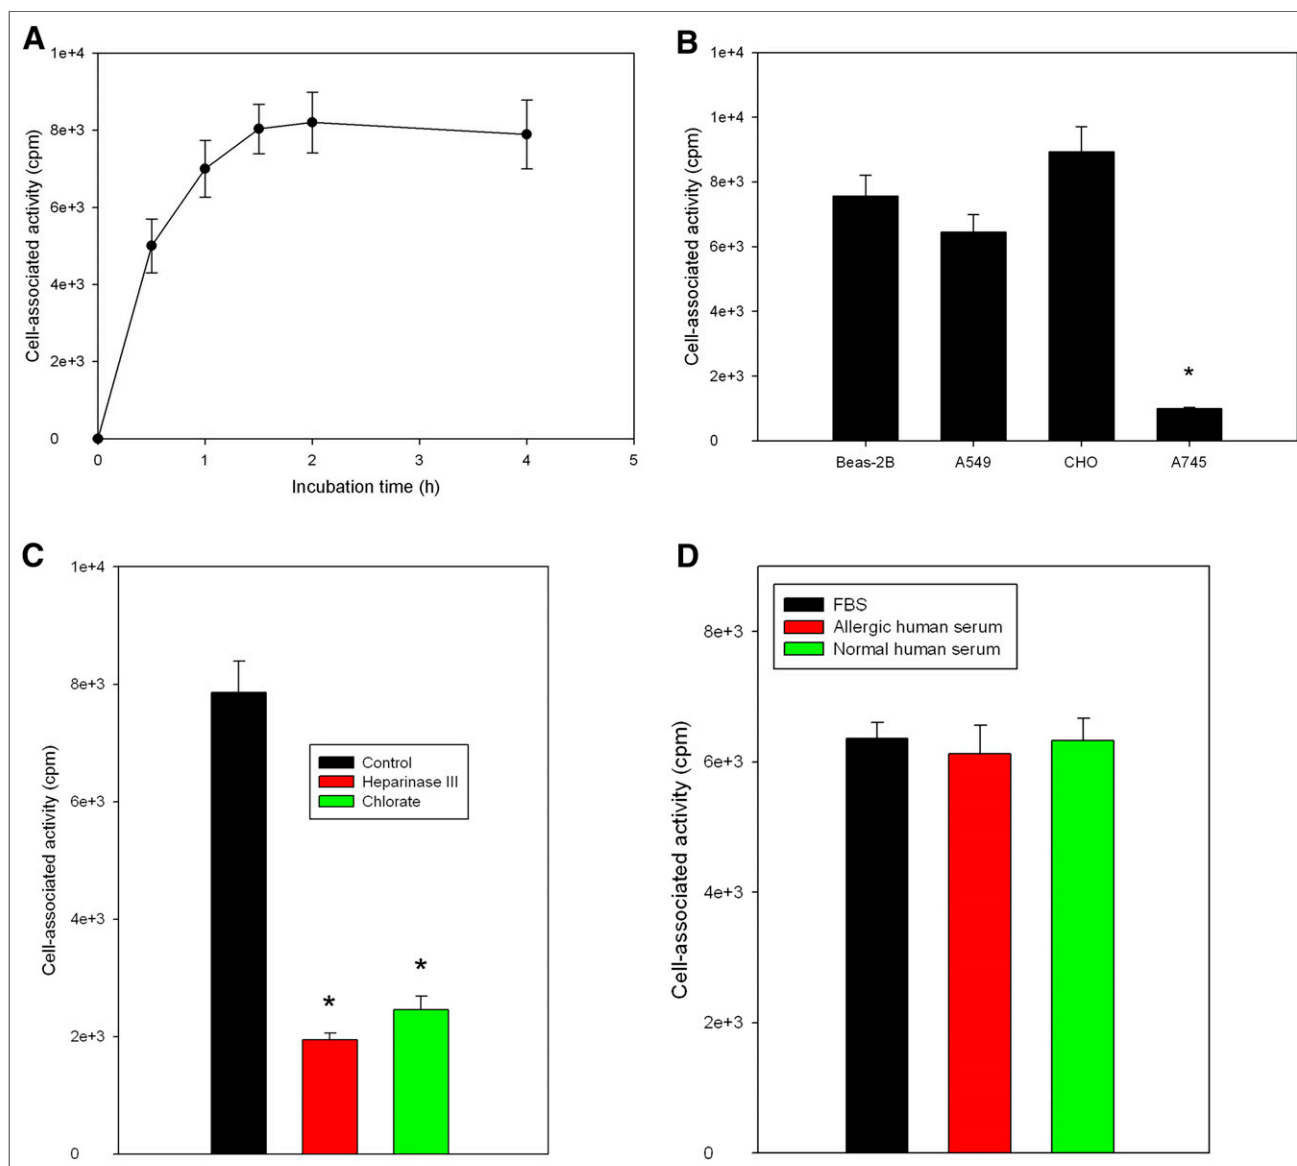 A
1e+4
8e+3
6e+3
4e+3
2e+3
0
Cell-associated activity (cpm)
0 1 2 3 4 5
Incubation time (h)
B
1e+4
1e+4
8e+3
6e+3
4e+3
2e+3
0
Cell-associated activity (cpm)
*
Beas-2B A549 CHO A745
C
1e+4
8e+3
6e+3
4e+3
2e+3
0
Cell-associated activity (cpm)
Control
Heparinase III
Chlorate
*
*
D
FBS
Allergic human serum
Normal human serum
8e+3
6e+3
4e+3
2e+3
0
Cell-associated activity (cpm)